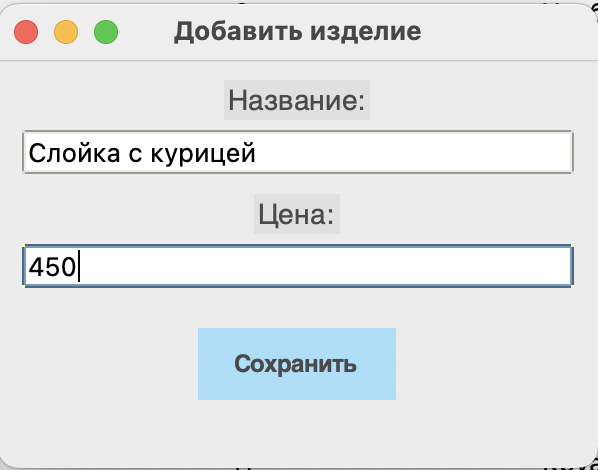 Добавить изделие
Название:
Слойка с курицей
Цена:
450
Сохранить